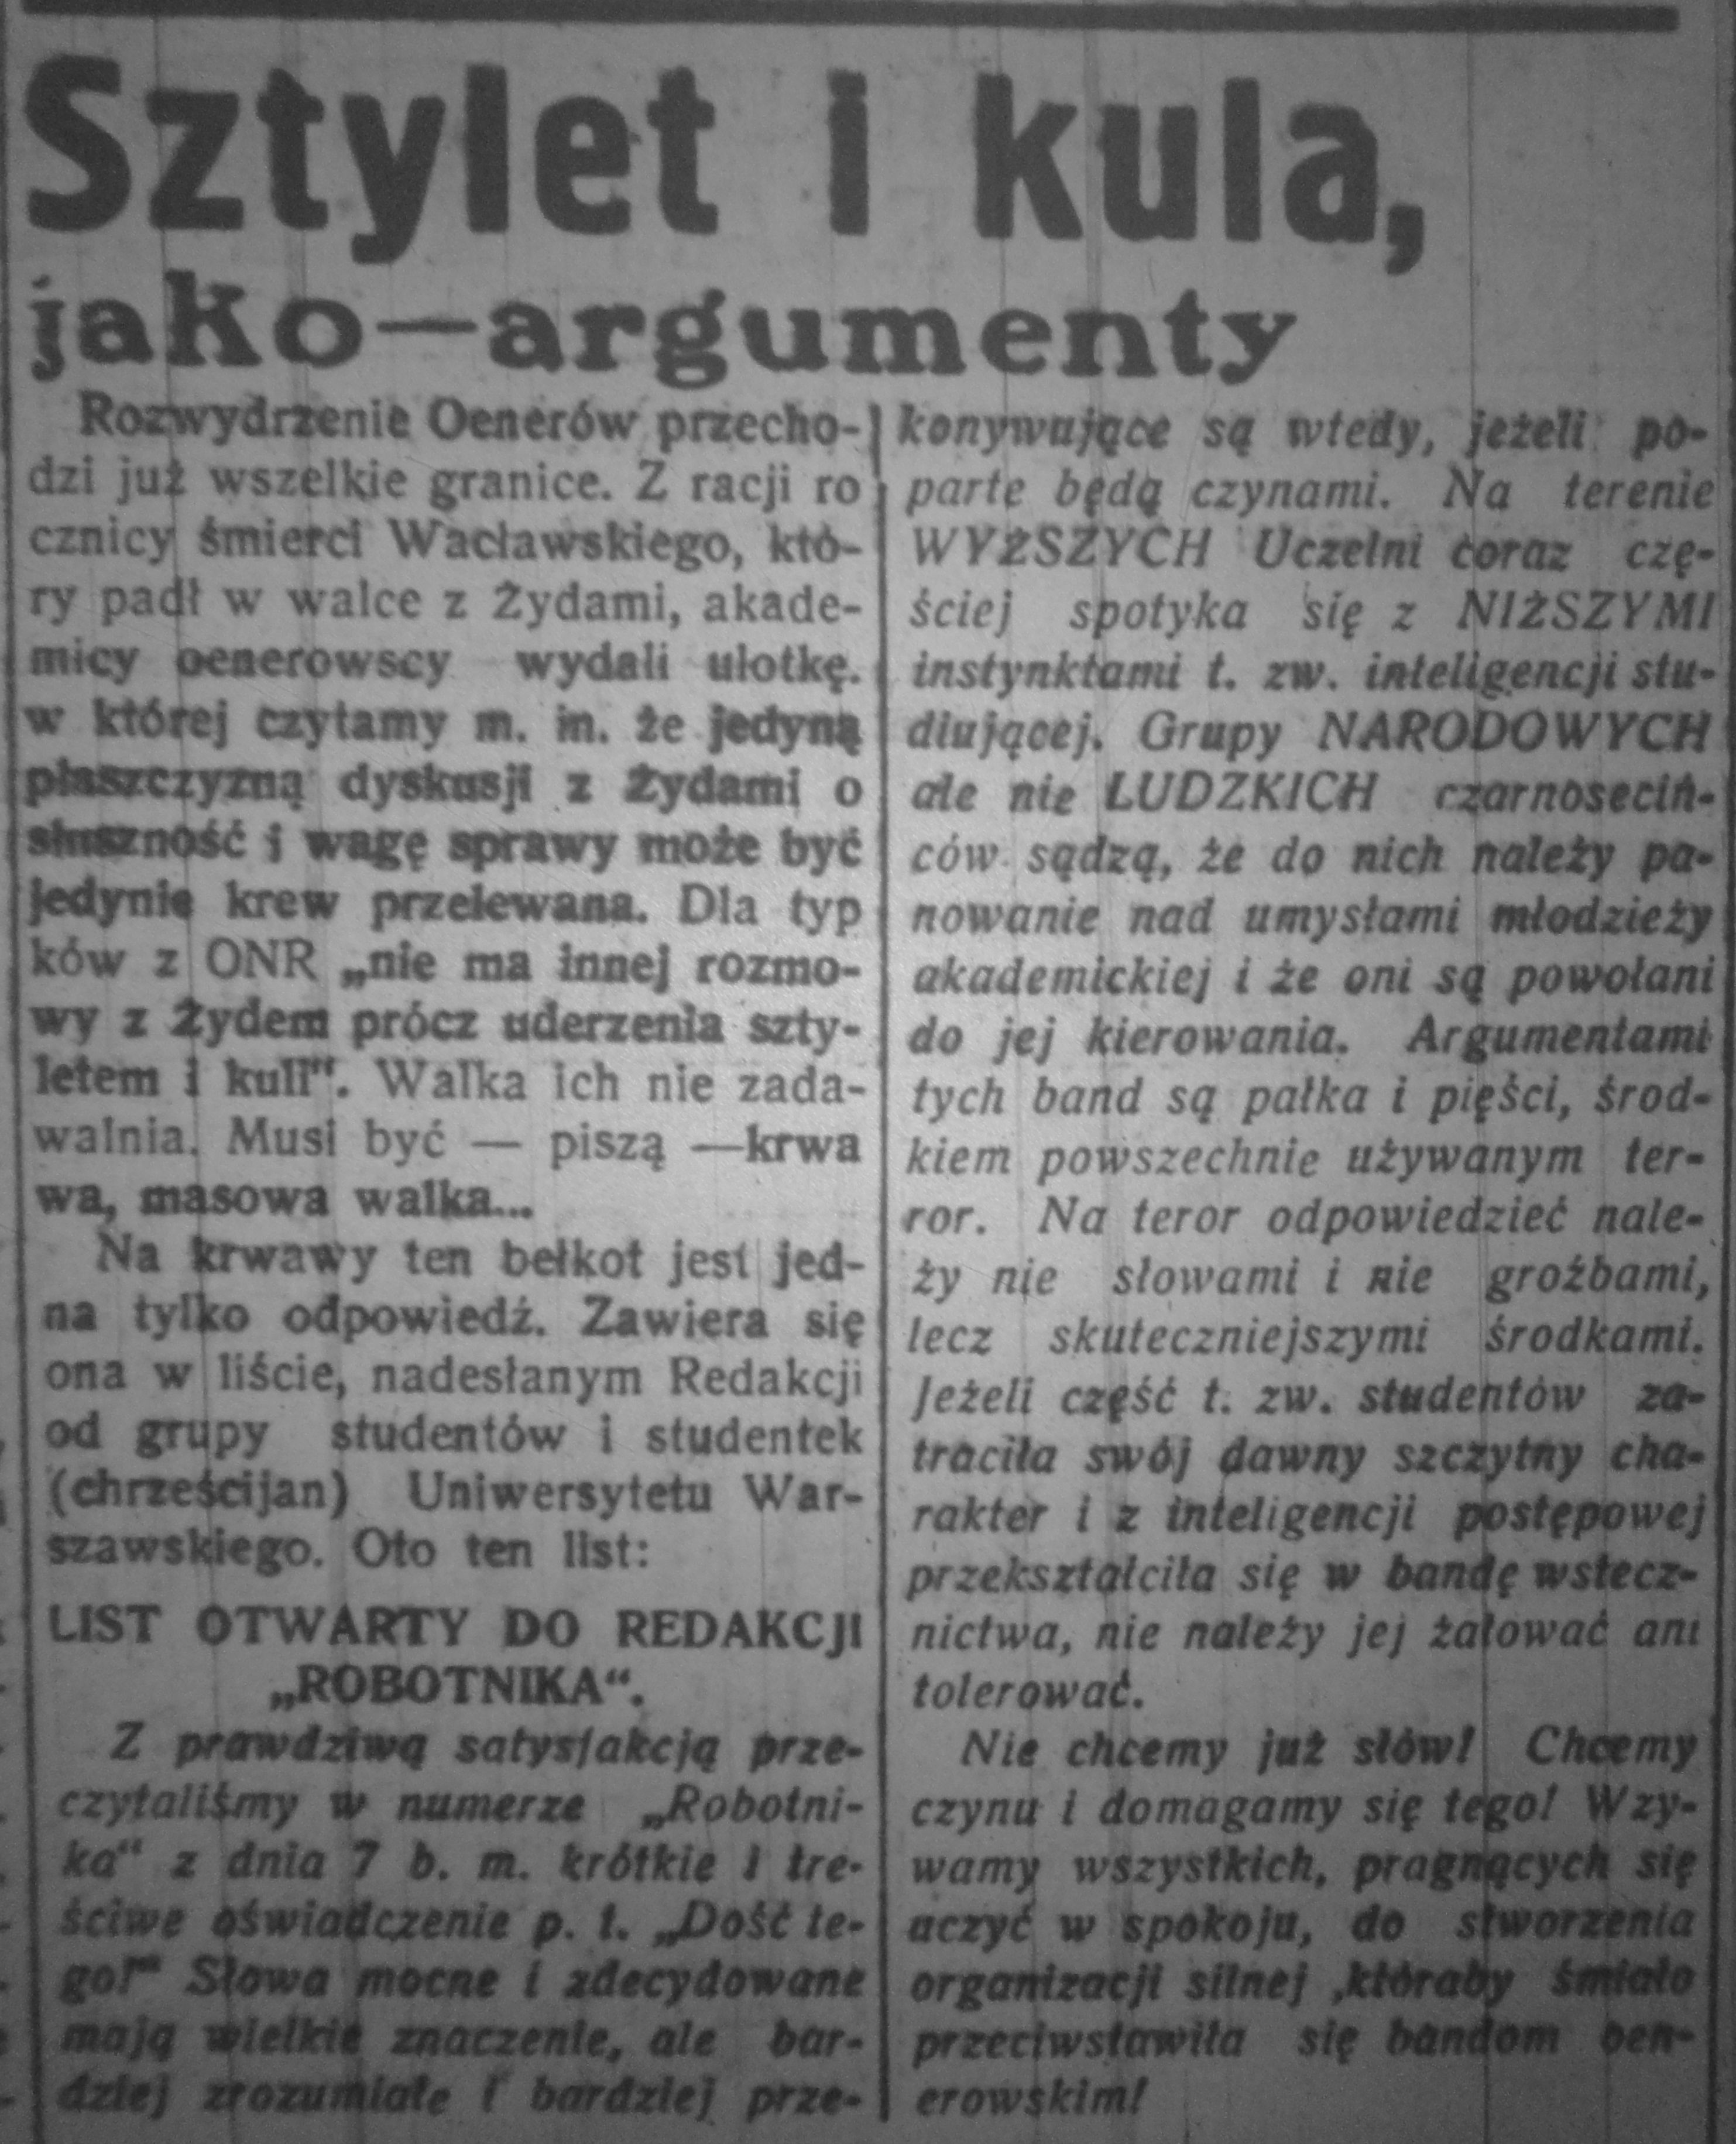 Sztylet i kula,
jako—argumenty
Rozwydrzenie Oenerów przecho-
dzi już wszelkie granice. Z racji ro
cznicy śmierci Wacławskiego, któ-
ry padł w walce z Żydami, akade-
micy oenerowscy wydali ulotkę.
w której czytamy m. in. że jedyną
płaszczyzną dyskusji z Żydami o
słuszność i wagę sprawy może być
jedynie krew przelewana. Dla typ
ków z ONR „nie ma innej rozmo-
wy z Żydem prócz uderzenia szty-
letem i kuli“. Walka ich nie zada-
walnia. Musi być — piszą —krwa
wa, masowa walka...
Na krwawy ten bełkot jest jed-
na tylko odpowiedź. Zawiera się
ona w liście, nadesłanym Redakcji
od grupy studentów i studentek
(chrześcijan) Uniwersytetu War-
szawskiego. Oto ten list:
LIST OTWARTY DO REDAKCJI
„ROBOTNIKA“.
Z prawdziwą satysfakcją prze-
czytaliśmy w numerze „Robotni-
ka“ z dnia 7 b. m. krótkie i tre-
ściwe oświadczenie p. t. „Dość te-
go!“ Słowa mocne i zdecydowane
mają wielkie znaczenie, ale bar-
dziej zrozumiałe i bardziej prze-
konywujące są wtedy, jeżeli po-
parte będą czynami. Na terenie
WYŻSZYCH Uczelni coraz czę-
ściej spotyka się z NIŻSZYMI
instynktami t. zw. inteligencji stu-
diującej. Grupy NARODOWYCH
ale nie LUDZKICH czarnoseciń-
ców sądzą, że do nich należy pa-
nowanie nad umysłami młodzieży
akademickiej i że oni są powołani
do jej kierowania. Argumentami
tych band są pałka i pięści, środ-
kiem powszechnie używanym ter-
ror. Na teror odpowiedzieć nale-
ży nie słowami i nie groźbami,
lecz skuteczniejszymi środkami.
Jeżeli część t. zw. studentów za-
traciła swój dawny szczytny cha-
rakter i z inteligencji postępowej
przekształciła się w bandę wstecz-
nictwa, nie należy jej żałować ani
tolerować.
Nie chcemy już słów! Chcemy
czynu i domagamy się tego! Wzy-
wamy wszystkich, pragnących się
uczyć w spokoju, do stworzenia
organizacji silnej ,któraby śmiało
przeciwstawiła się bandom oen-
erowskim!